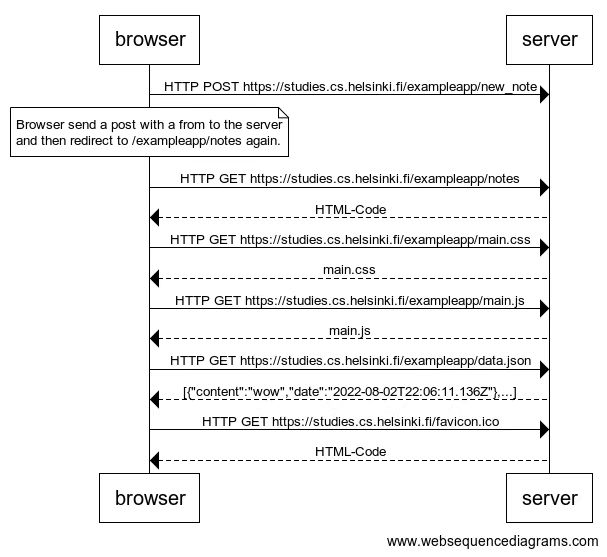 browser
server
HTTP POST https://studies.cs.helsinki.fi/exampleapp/new_note
Browser send a post with a from to the server
and then redirect to /exampleapp/notes again.
HTTP GET https://studies.cs.helsinki.fi/exampleapp/notes
HTML-Code
HTTP GET https://studies.cs.helsinki.fi/exampleapp/main.css
main.css
HTTP GET https://studies.cs.helsinki.fi/exampleapp/main.js
main.js
HTTP GET https://studies.cs.helsinki.fi/exampleapp/data.json
[{"content":"wow","date":"2022-08-02T22:06:11.136Z"},...]
HTTP GET https://studies.cs.helsinki.fi/favicon.ico
HTML-Code
browser
server
www.websequencediagrams.com